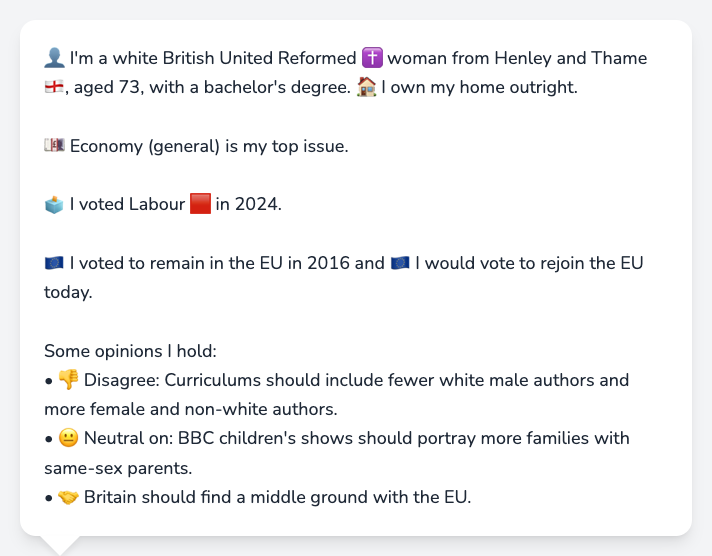 👤 I'm a white British United Reformed ✝️ woman from Henley and Thame
🏴󠁧󠁢󠁥󠁮󠁧󠁿, aged 73, with a bachelor's degree. 🏠 I own my home outright.
💷 Economy (general) is my top issue.
🗳️ I voted Labour 🟥 in 2024.
🇪🇺 I voted to remain in the EU in 2016 and 🇪🇺 I would vote to rejoin the EU
today.
Some opinions I hold:
• 👎 Disagree: Curriculums should include fewer white male authors and
more female and non-white authors.
• 😐 Neutral on: BBC children's shows should portray more families with
same-sex parents.
• 🤝 Britain should find a middle ground with the EU.